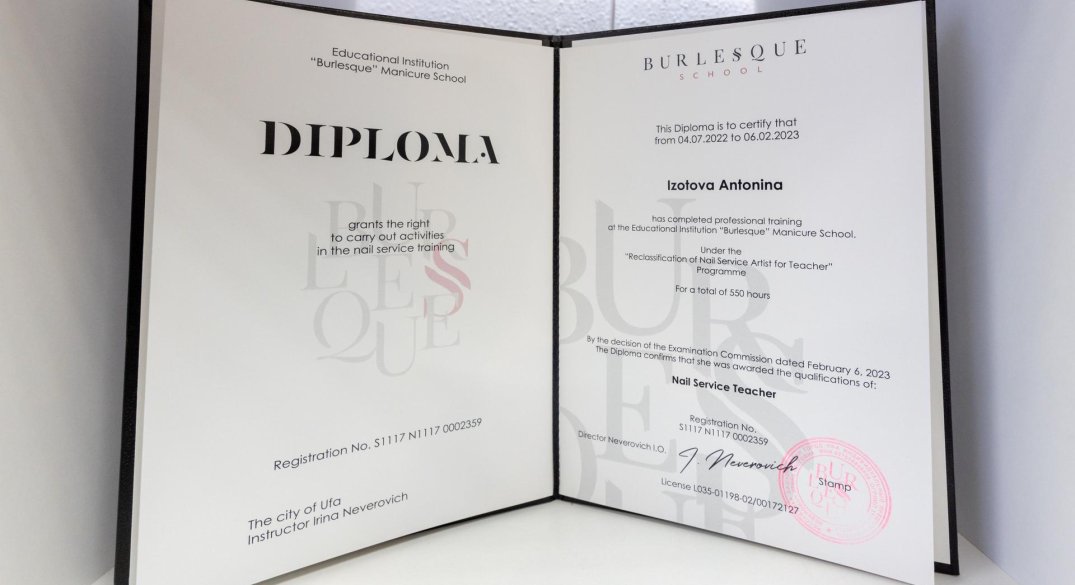 Educational Institution
“Burlesque” Manicure School
DIPLOMA
BURLESQUE
grants the right
to carry out activities
in the nail service training
Registration No. S1117 N1117 0002359
The city of Ufa
Instructor Irina Neverovich
BURLESQUE
SCHOOL
This Diploma is to certify that
from 04.07.2022 to 06.02.2023
Izotova Antonina
has completed professional training
at the Educational Institution “Burlesque” Manicure School.
Under the
“Reclassification of Nail Service Artist for Teacher”
Programme
For a total of 550 hours
By the decision of the Examination Commission dated February 6, 2023
The Diploma confirms that she was awarded the qualifications of:
Nail Service Teacher
Registration No.
S1117 N1117 0002359
Director Neverovich I.O.
I. Neverovich
Stamp
License L035-01198-02/00172127